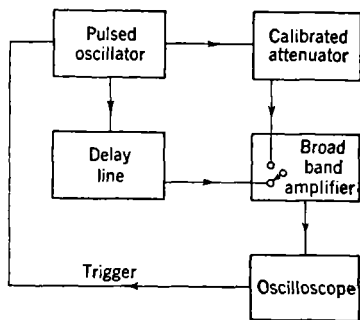 Pulsed
oscillator
Calibrated
attenuator
Delay
line
Broad
band
amplifier
Trigger
Oscilloscope